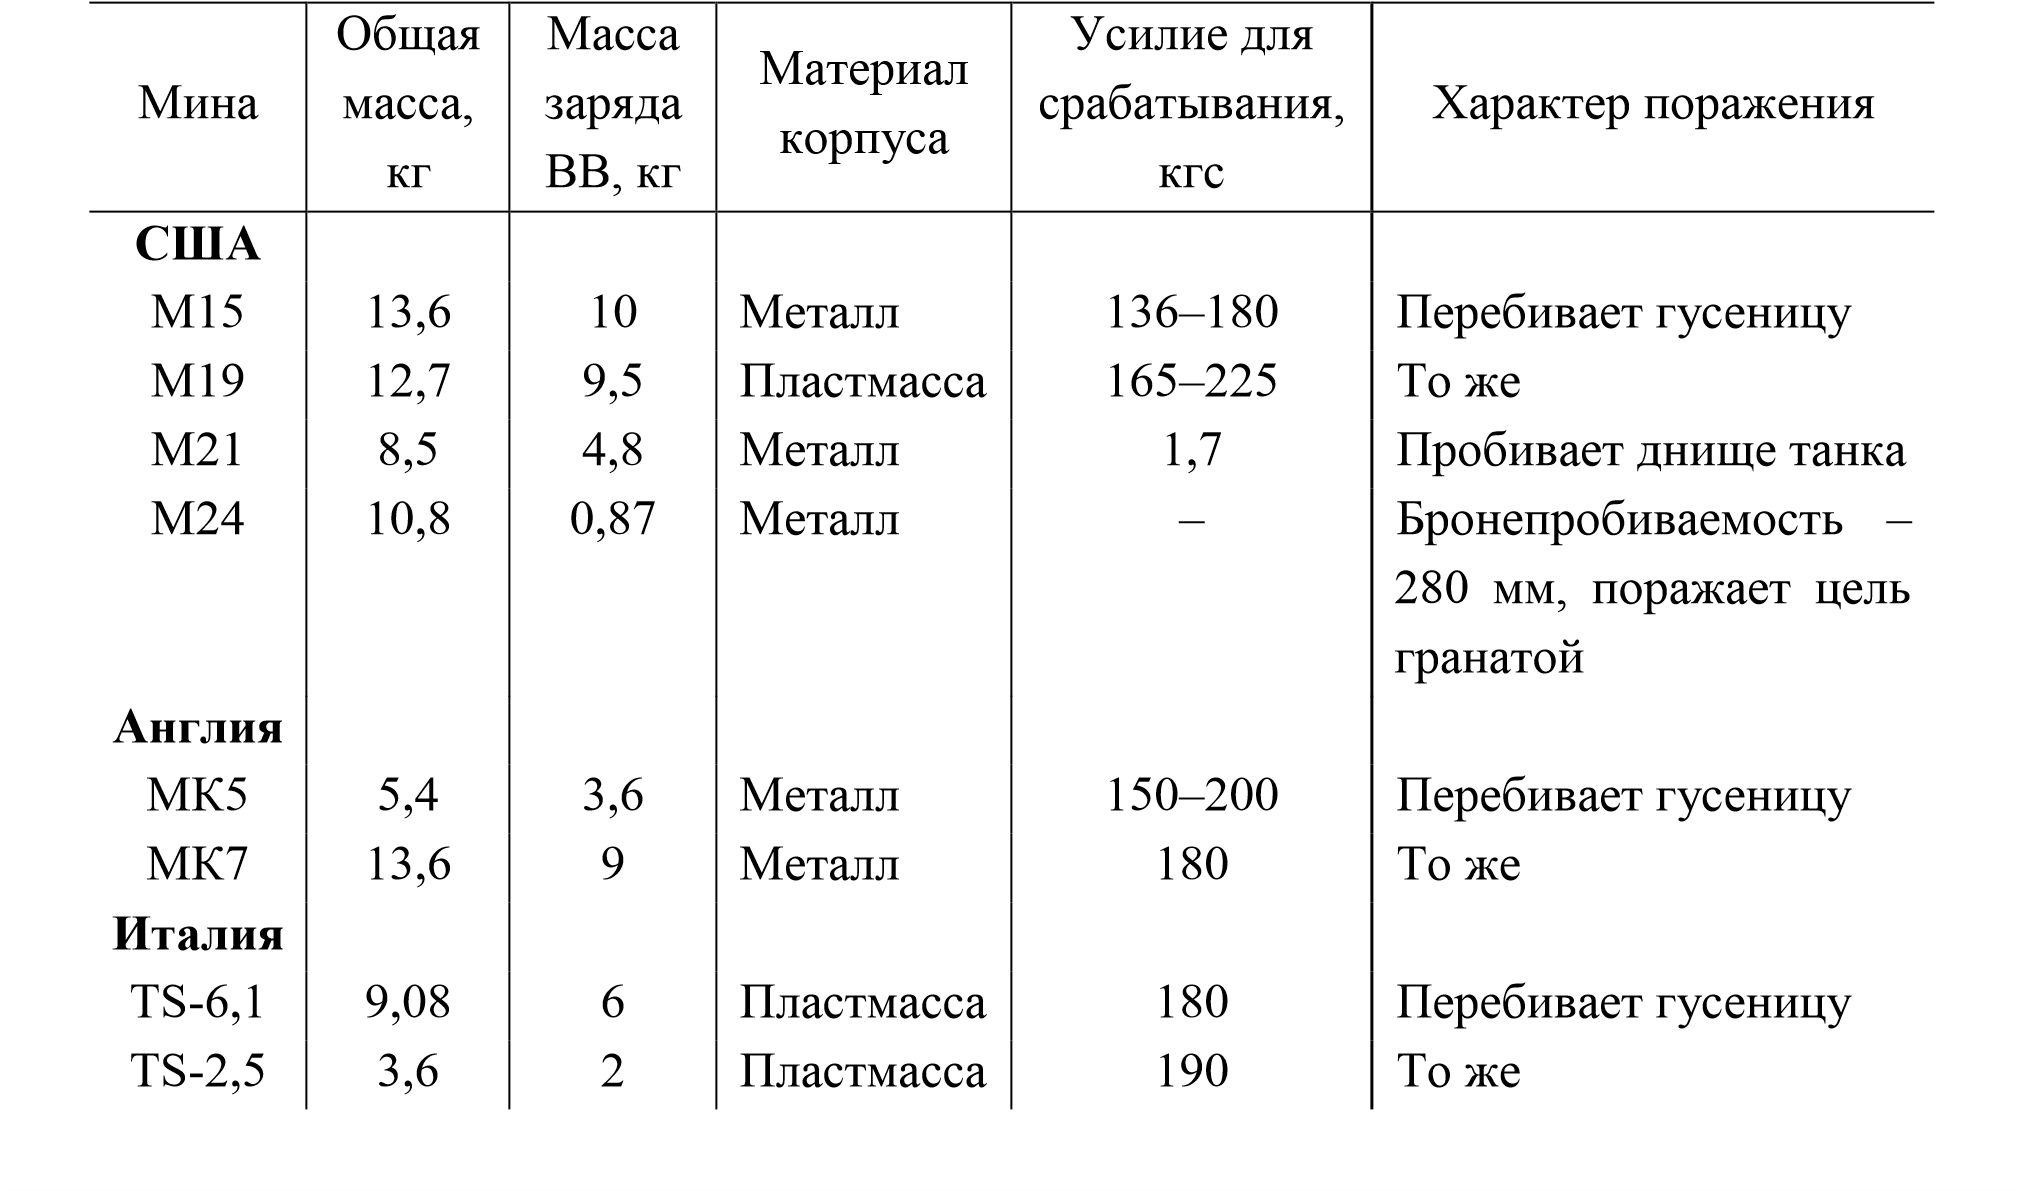 Мина Общая масса, кг Масса заряда ВВ, кг Материал корпуса Усилие для срабатывания, кгс Характер поражения
США
М15 13,6 10 Металл 136–180 Перебивает гусеницу
М19 12,7 9,5 Пластмасса 165–225 То же
М21 8,5 4,8 Металл 1,7 Пробивает днище танка
М24 10,8 0,87 Металл – Бронепробиваемость –
280 мм, поражает цель
гранатой
Англия
МК5 5,4 3,6 Металл 150–200 Перебивает гусеницу
МК7 13,6 9 Металл 180 То же
Италия
TS-6,1 9,08 6 Пластмасса 180 Перебивает гусеницу
TS-2,5 3,6 2 Пластмасса 190 То же